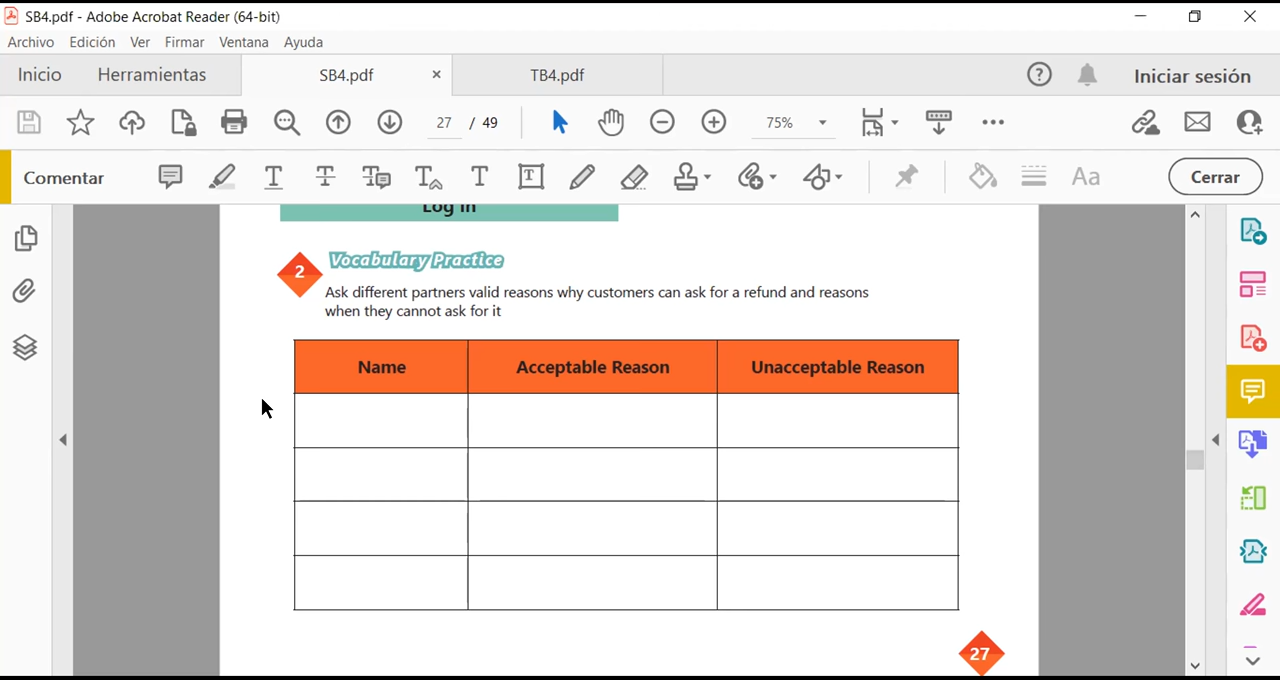 SB4.pdf - Adobe Acrobat Reader (64-bit)
Archivo Edición Ver Firmar Ventana Ayuda
Inicio Herramientas SB4.pdf × TB4.pdf Iniciar sesión
27 / 49 75%
Comentar Cerrar
Log in
2 Vocabulary Practice
Ask different partners valid reasons why customers can ask for a refund and reasons
when they cannot ask for it
Name Acceptable Reason Unacceptable Reason
27